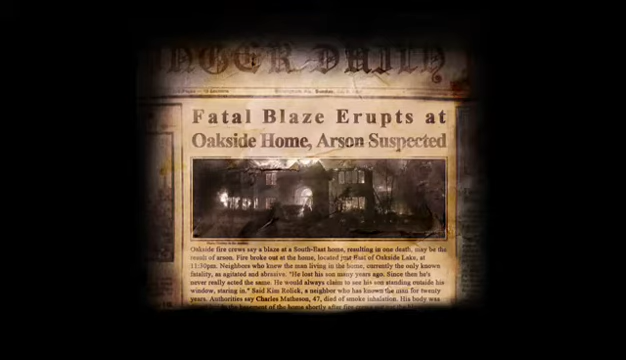 NGER DAILY
Fatal Blaze Erupts at
Oakside Home, Arson Suspected
Oakside fire crews say a blaze at a South-East home, resulting in one death, may be the
result of arson. Fire broke out at the home, located just East of Oakside Lake, at
11:30pm. Neighbors who knew the man living in the home, currently the only known
fatality, as agitated and abrasive. "He lost his son many years ago. Since then he's
never really acted the same. He would always claim to see his son standing outside his
window, staring in." Said Kim Relick, a neighbor who has known the man for twenty
years. Authorities say Charles Matheson, 47, died of smoke inhalation. His body was